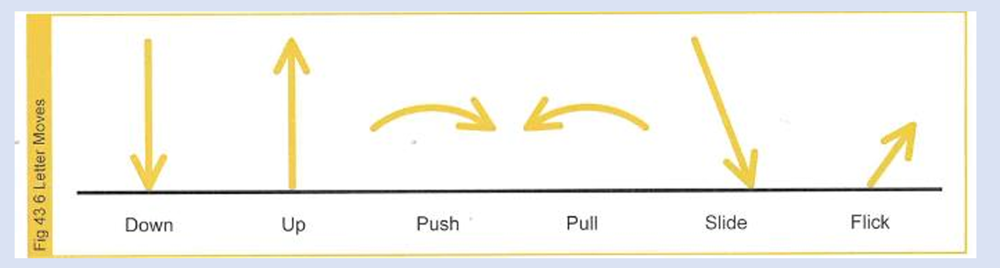 Fig 43 6 Letter Moves
Down Up Push Pull Slide Flick